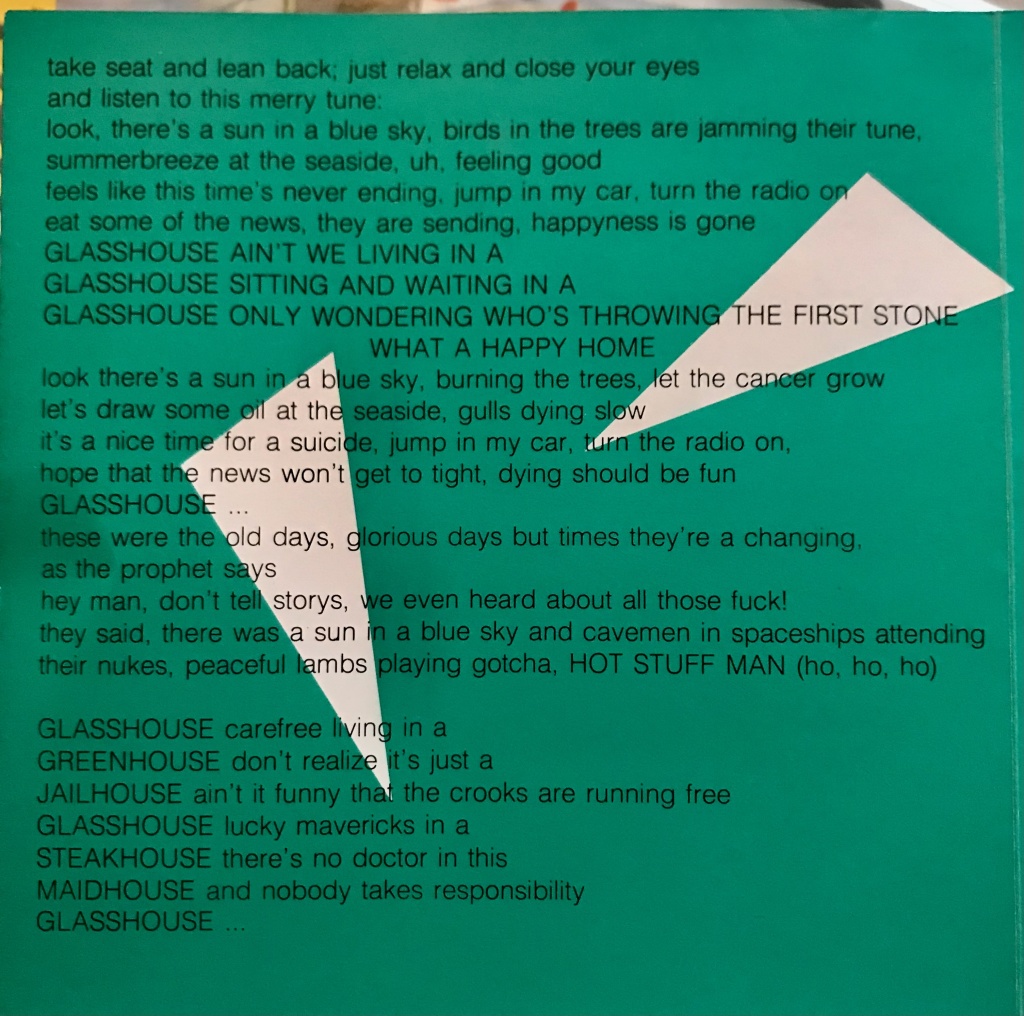 take seat and lean back; just relax and close your eyes
and listen to this merry tune:
look, there's a sun in a blue sky, birds in the trees are jamming their tune,
summerbreeze at the seaside, uh, feeling good
feels like this time's never ending, jump in my car, turn the radio on
eat some of the news, they are sending, happyness is gone
GLASSHOUSE AIN'T WE LIVING IN A
GLASSHOUSE SITTING AND WAITING IN A
GLASSHOUSE ONLY WONDERING WHO'S THROWING THE FIRST STONE
WHAT A HAPPY HOME
look there's a sun in a blue sky, burning the trees, let the cancer grow
let's draw some oil at the seaside, gulls dying slow
it's a nice time for a suicide, jump in my car, turn the radio on,
hope that the news won't get to tight, dying should be fun
GLASSHOUSE ...
these were the old days, glorious days but times they're a changing,
as the prophet says
hey man, don't tell storys, we even heard about all those fuck!
they said, there was a sun in a blue sky and cavemen in spaceships attending
their nukes, peaceful lambs playing gotcha, HOT STUFF MAN (ho, ho, ho)
GLASSHOUSE carefree living in a
GREENHOUSE don't realize it's just a
JAILHOUSE ain't it funny that the crooks are running free
GLASSHOUSE lucky mavericks in a
STEAKHOUSE there's no doctor in this
MAIDHOUSE and nobody takes responsibility
GLASSHOUSE ...